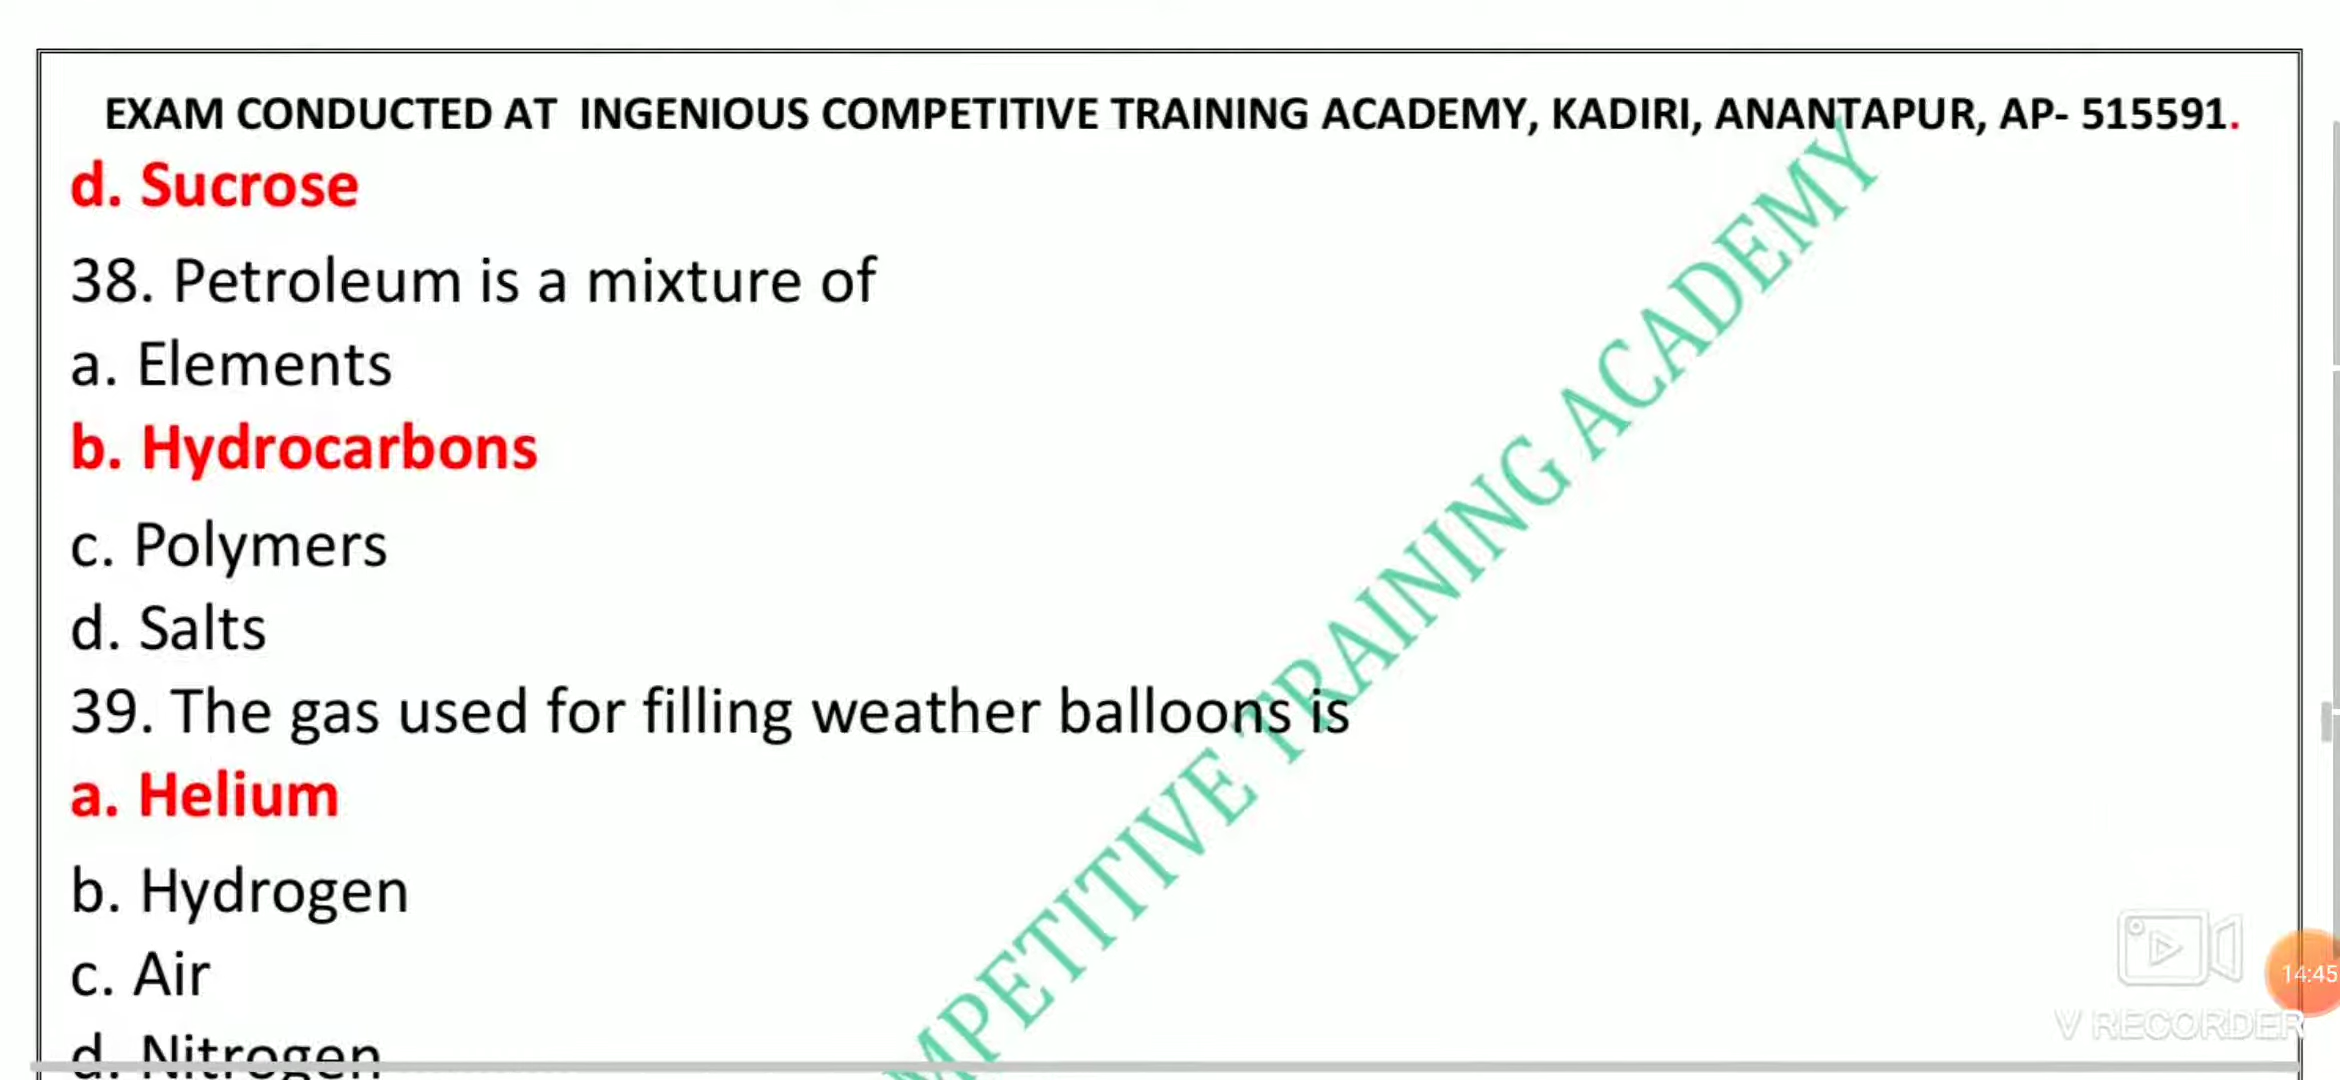 EXAM CONDUCTED AT INGENIOUS COMPETITIVE TRAINING ACADEMY, KADIRI, ANANTAPUR, AP- 515591.
d. Sucrose
38. Petroleum is a mixture of
a. Elements
b. Hydrocarbons
c. Polymers
d. Salts
39. The gas used for filling weather balloons is
a. Helium
b. Hydrogen
c. Air
d. Nitrogen
MPETITIVE TRAINING ACADEMY
14:45
V RECORDER